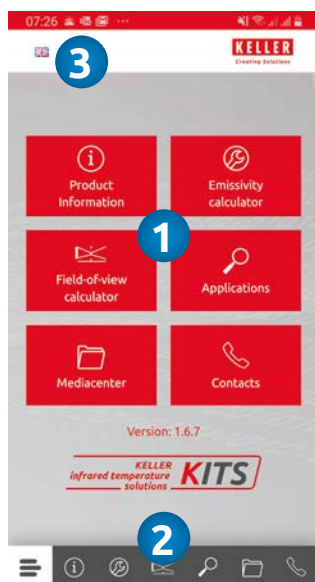 07:26
3
KELLER
Creating Solutions
Product
Information
Emissivity
calculator
1
Field-of-view
calculator
Applications
Mediacenter
Contacts
Version: 1.6.7
KELLER
infrared temperature
solutions
KITS
2